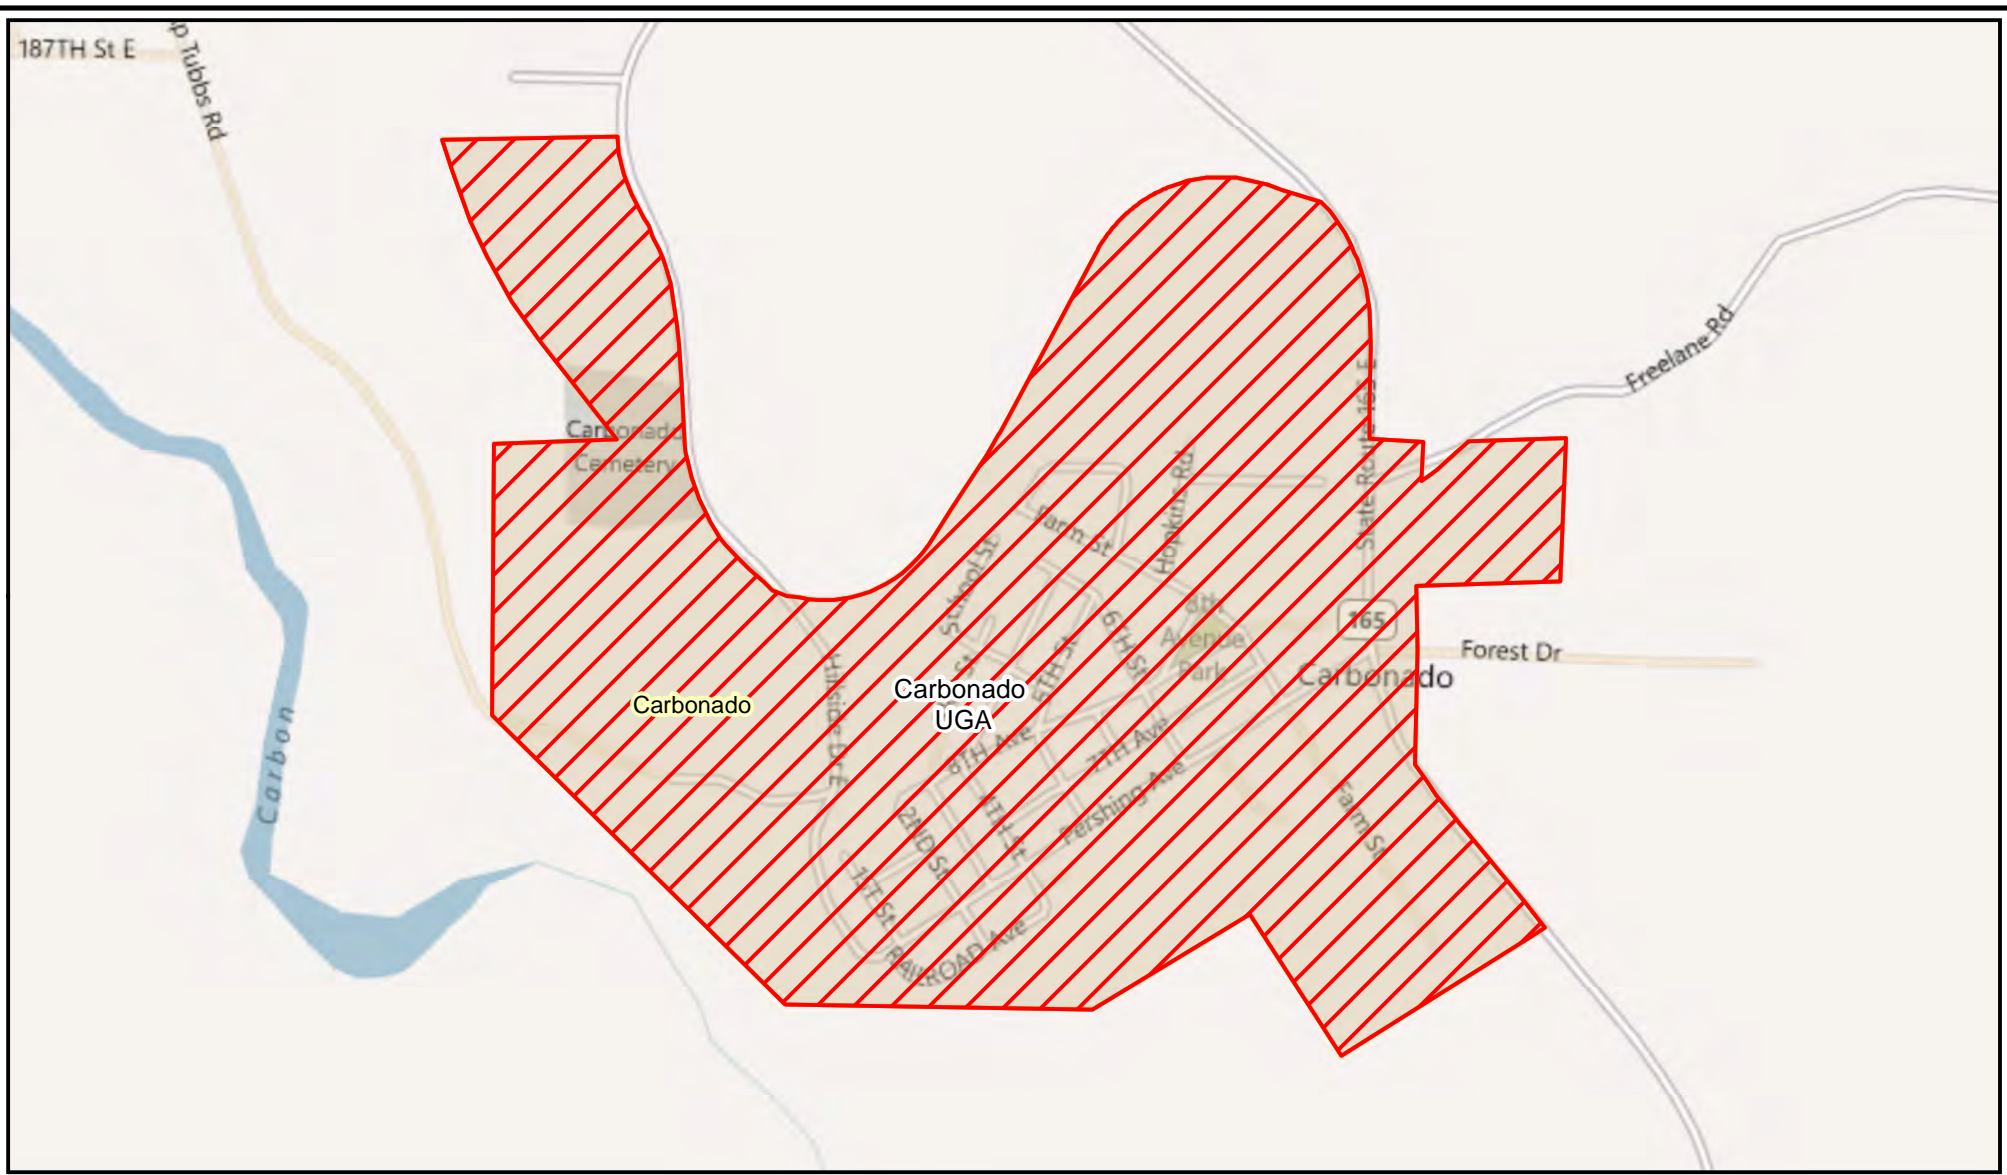 187TH St E
p Tubbs Rd
Freelane Rd
State Route 165 E
Carbonado
Cemetery
Hopkins Rd
Farm St
School St
8th
Avenue
Park
165
Forest Dr
6TH St
5TH St
Carbonado
Carbonado
Carbonado
UGA
Hillside Dr E
8TH Ave
7TH Ave
Pershing Ave
Carbon
4TH St
2ND St
1ST St
Farm St
RAILROAD Ave